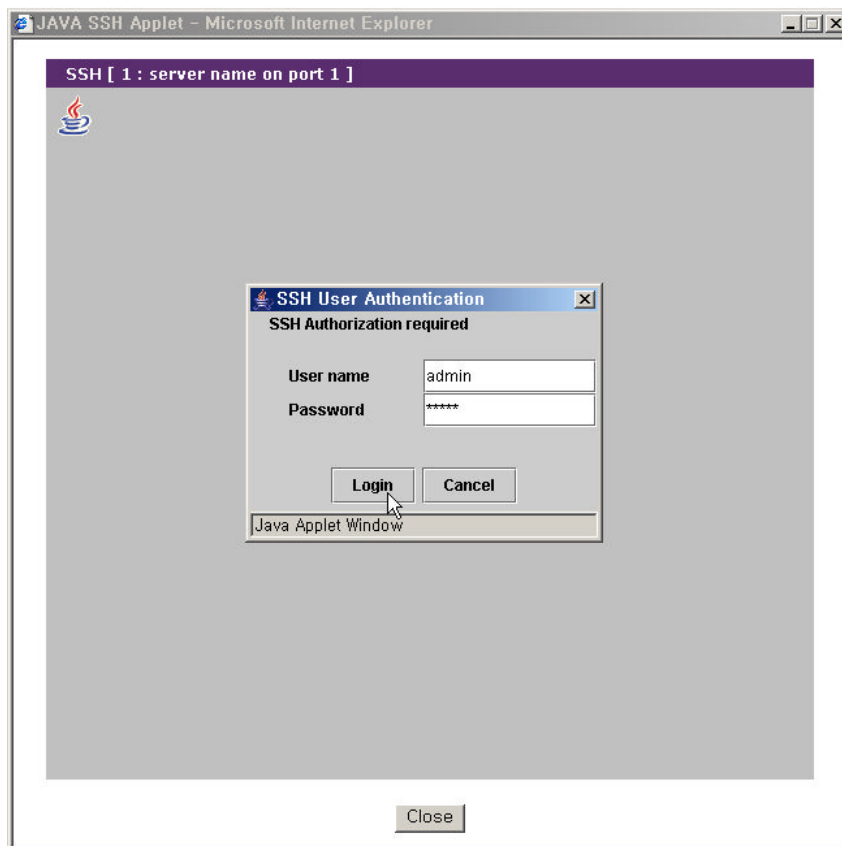 JAVA SSH Applet - Microsoft Internet Explorer
SSH [ 1 : server name on port 1 ]
SSH User Authentication
SSH Authorization required
User name admin
Password *****
Login Cancel
Java Applet Window
Close